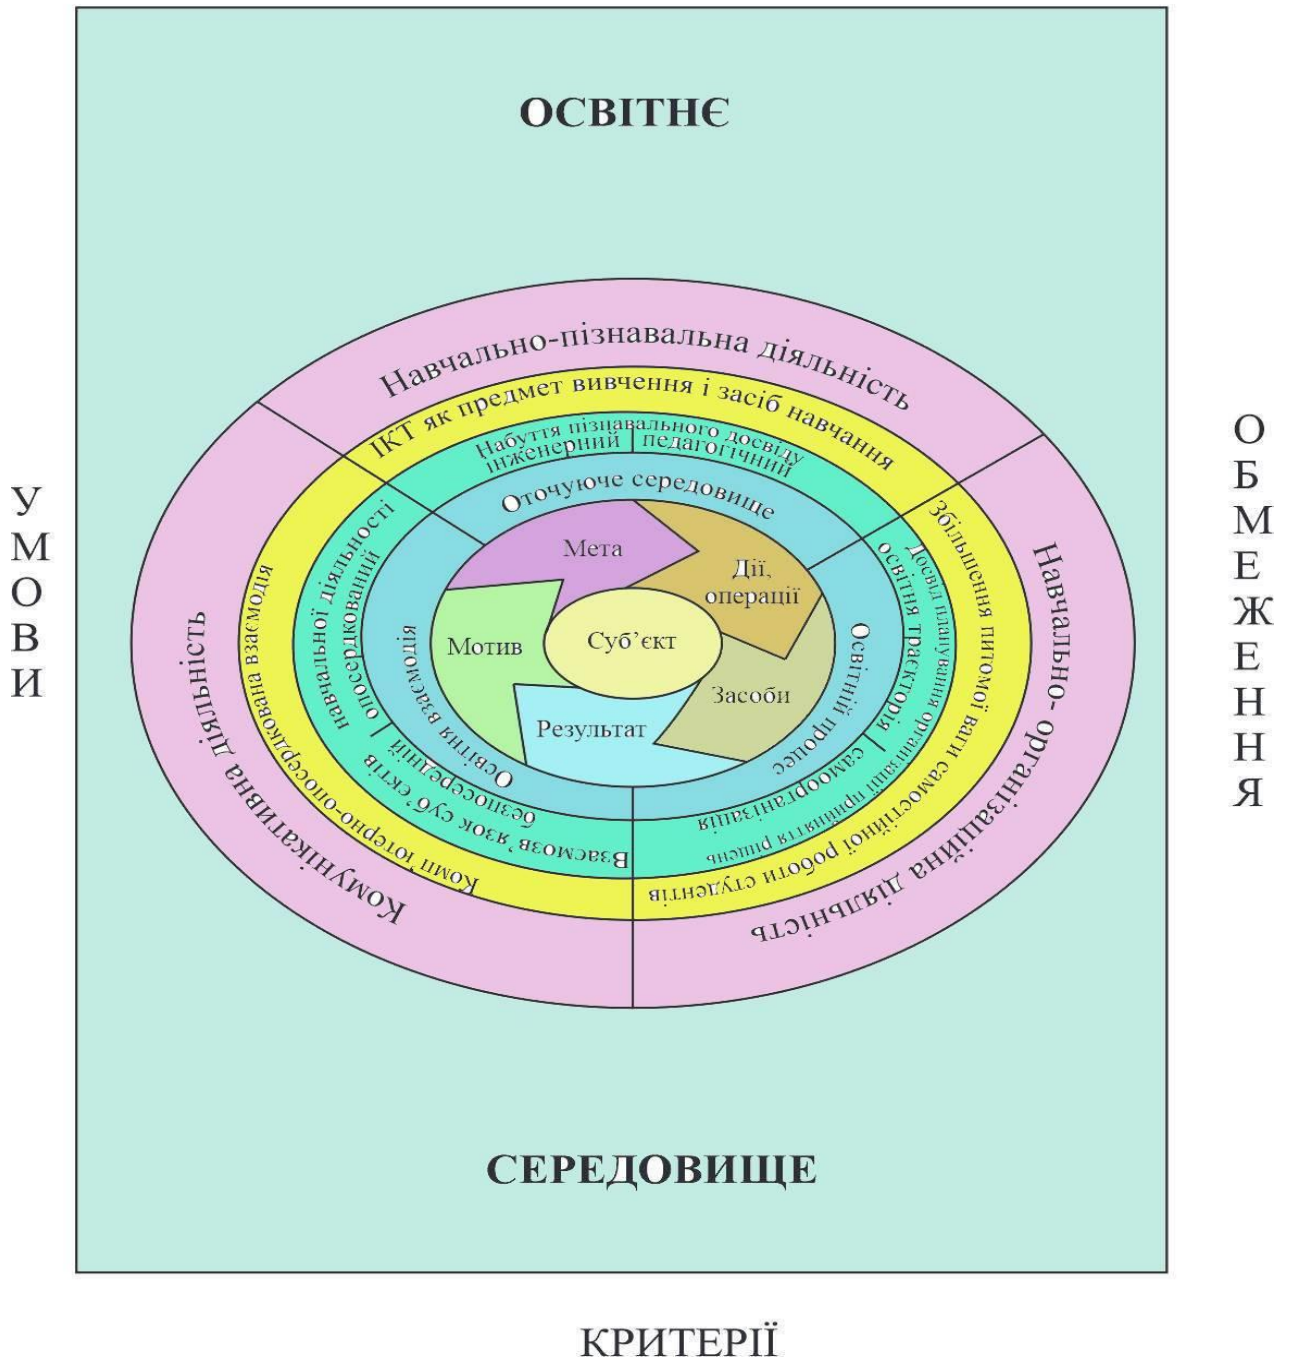 ОСВІТНЄ
УМОВИ
ОБМЕЖЕННЯ
Навчально-пізнавальна діяльність
ІКТ як предмет вивчення і засіб навчання
Набуття пізнавального досвіду
інженерний педагогічний
Оточуюче середовище
Навчально- організаційна діяльність
Збільшення питомої ваги самостійної роботи студентів
Досвід планування організації прийняття рішень
освітня траєкторія самоорганізація
Освітній процес
Комунікативна діяльність
Комп'ютерно-опосередкована взаємодія
Взаємозв'язок суб'єктів навчальної діяльності
безпосередній опосердкований
Освітня взаємодія
Мета
Дії,
операції
Мотив
Суб'єкт
Засоби
Результат
СЕРЕДОВИЩЕ
КРИТЕРІЇ